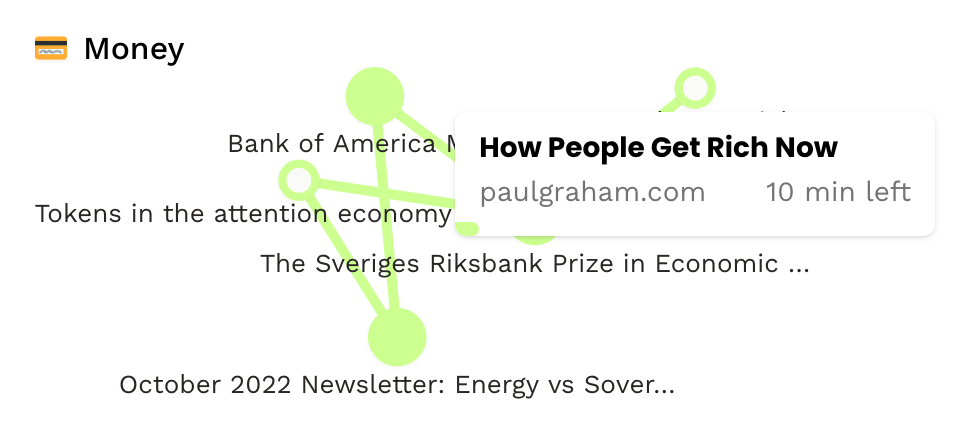 Money
Bank of America
How People Get Rich Now
paulgraham.com 10 min left
Tokens in the attention economy
The Sveriges Riksbank Prize in Economic ...
October 2022 Newsletter: Energy vs Sover...